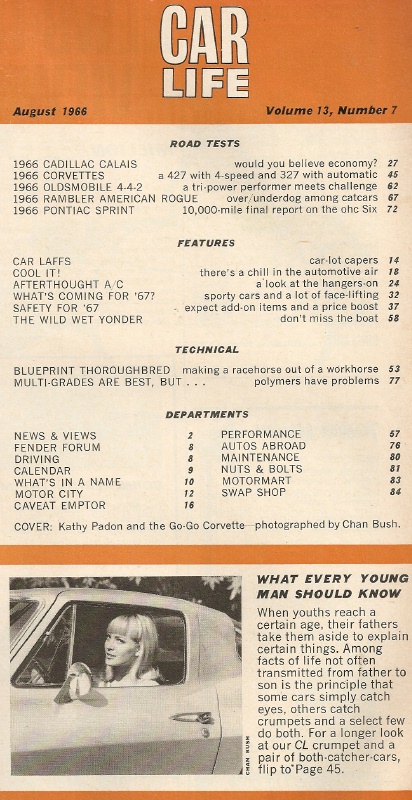 CAR
LIFE
August 1966 Volume 13, Number 7
ROAD TESTS
1966 CADILLAC CALAIS would you believe economy? 27
1966 CORVETTES a 427 with 4-speed and 327 with automatic 45
1966 OLDSMOBILE 4-4-2 a tri-power performer meets challenge 62
1966 RAMBLER AMERICAN ROGUE over/underdog among catcars 67
1966 PONTIAC SPRINT 10,000-mile final report on the ohc Six 72
FEATURES
CAR LAFFS car-lot capers 14
COOL IT! there's a chill in the automotive air 18
AFTERTHOUGHT A/C a look at the hangers-on 24
WHAT'S COMING FOR '67? sporty cars and a lot of face-lifting 32
SAFETY FOR '67 expect add-on items and a price boost 37
THE WILD WET YONDER don't miss the boat 58
TECHNICAL
BLUEPRINT THOROUGHBRED making a racehorse out of a workhorse 53
MULTI-GRADES ARE BEST, BUT . . . polymers have problems 77
DEPARTMENTS
NEWS & VIEWS 2
FENDER FORUM 8
DRIVING 8
CALENDAR 9
WHAT'S IN A NAME 10
MOTOR CITY 12
CAVEAT EMPTOR 16
PERFORMANCE 57
AUTOS ABROAD 76
MAINTENANCE 80
NUTS & BOLTS 81
MOTORMART 83
SWAP SHOP 84
COVER: Kathy Padon and the Go-Go Corvette—photographed by Chan Bush.
CHAN BUSH
WHAT EVERY YOUNG
MAN SHOULD KNOW
When youths reach a
certain age, their fathers
take them aside to explain
certain things. Among
facts of life not often
transmitted from father to
son is the principle that
some cars simply catch
eyes, others catch
crumpets and a select few
do both. For a longer look
at our CL crumpet and a
pair of both-catcher-cars,
flip to Page 45.